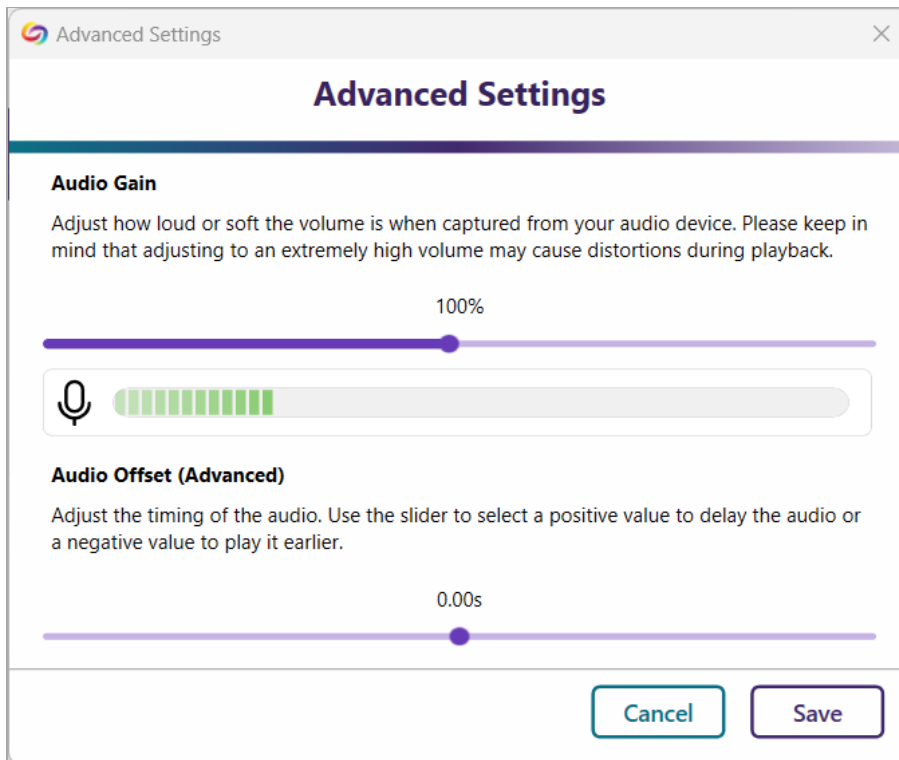 Advanced Settings
Advanced Settings
Audio Gain
Adjust how loud or soft the volume is when captured from your audio device. Please keep in
mind that adjusting to an extremely high volume may cause distortions during playback.
100%
Audio Offset (Advanced)
Adjust the timing of the audio. Use the slider to select a positive value to delay the audio or
a negative value to play it earlier.
0.00s
Cancel
Save